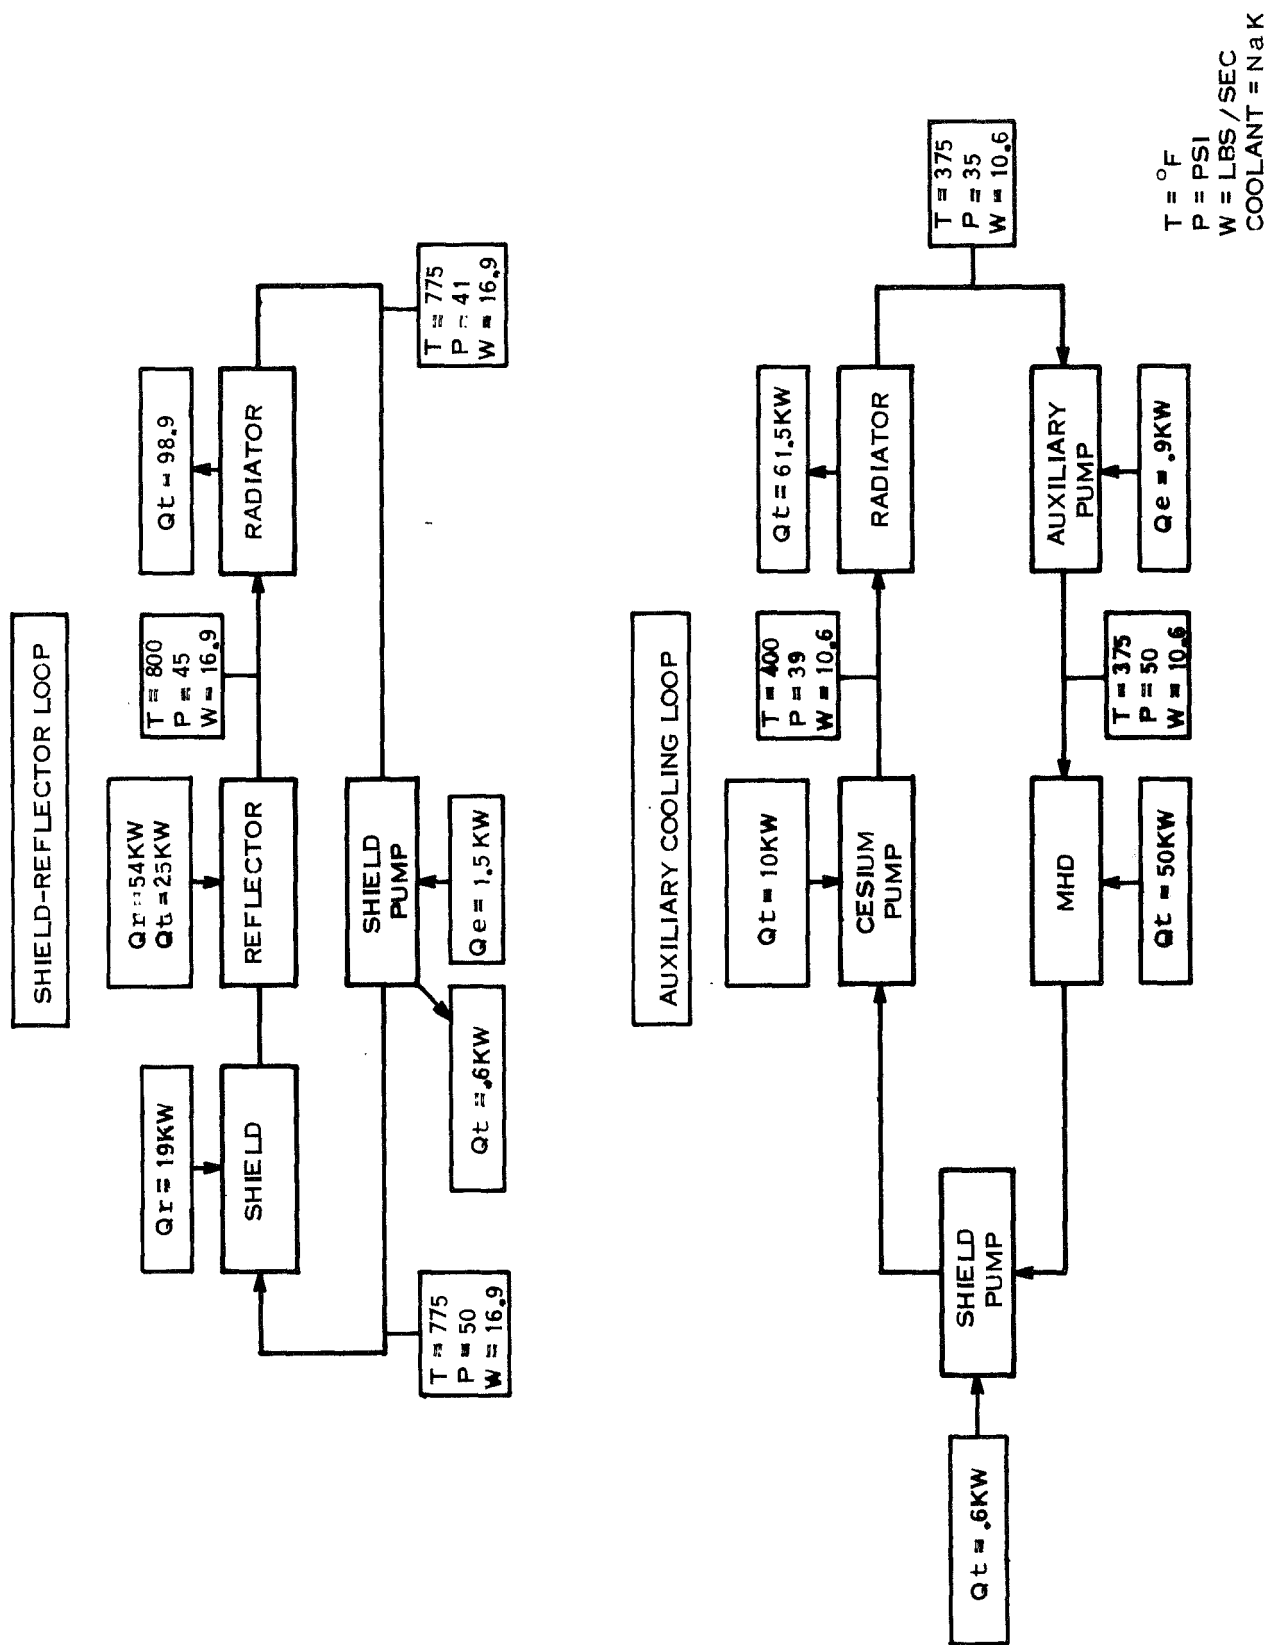 SHIELD-REFLECTOR LOOP
Qr = 19KW
SHIELD
Qr = 54KW
Qt = 25KW
REFLECTOR
T = 800
P = 45
W = 16.9
Qt = 98.9
RADIATOR
T = 775
P = 41
W = 16.9
SHIELD
PUMP
Qe = 1.5 KW
Qt = .6KW
T = 775
P = 50
W = 16.9
AUXILIARY COOLING LOOP
Qt = .6KW
SHIELD
PUMP
Qt = 10KW
CESIUM
PUMP
T = 400
P = 39
W = 10.6
Qt = 61.5KW
RADIATOR
T = 375
P = 35
W = 10.6
AUXILIARY
PUMP
Qe = .9KW
T = 375
P = 50
W = 10.6
MHD
Qt = 50KW
T = °F
P = PSI
W = LBS/SEC
COOLANT = NaK